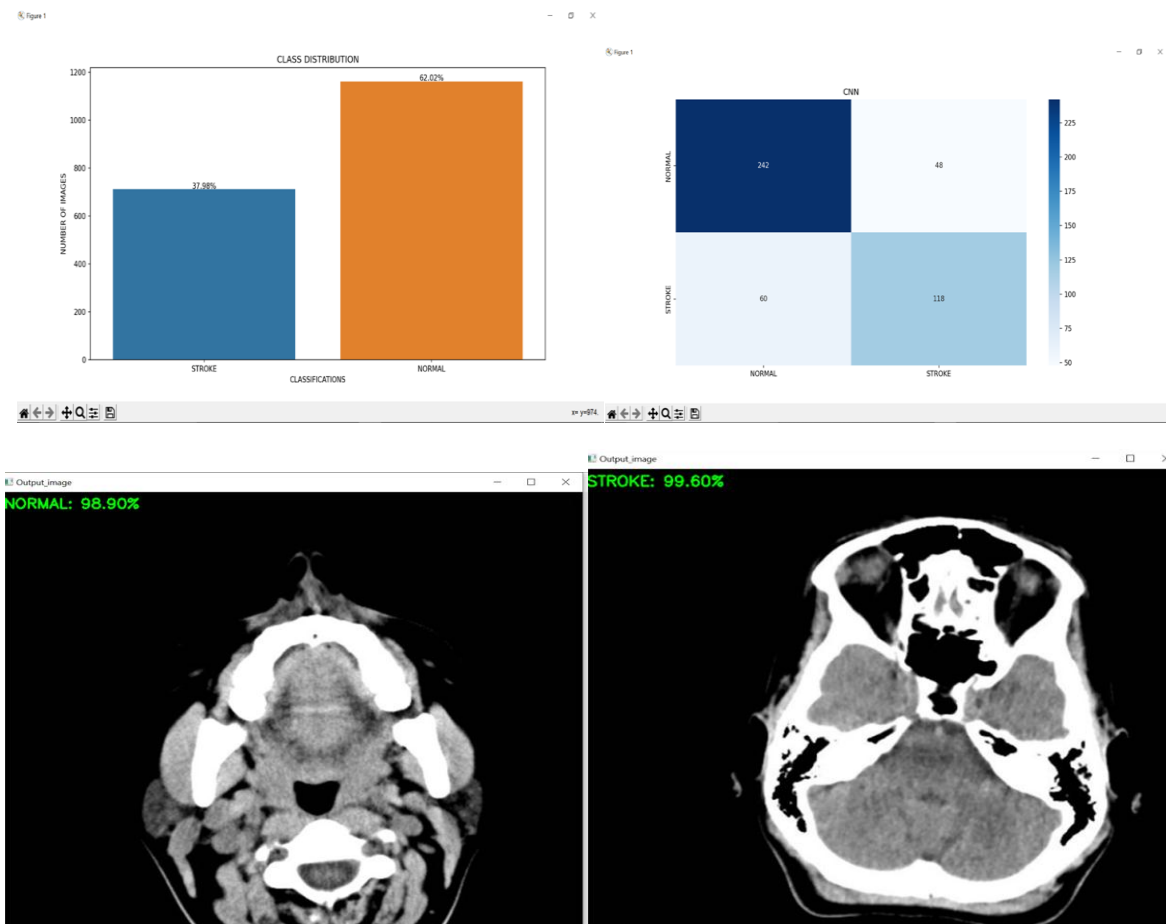 Figure 1
CLASS DISTRIBUTION
62.02%
37.98%
1200
1000
800
600
400
200
0
NUMBER OF IMAGES
STROKE
NORMAL
CLASSIFICATIONS
x= y=874.
Figure 1
CNN
NORMAL
242
48
STROKE
60
118
NORMAL
STROKE
225
200
175
150
125
100
75
50
Output_image
NORMAL: 98.90%
Output_image
STROKE: 99.60%